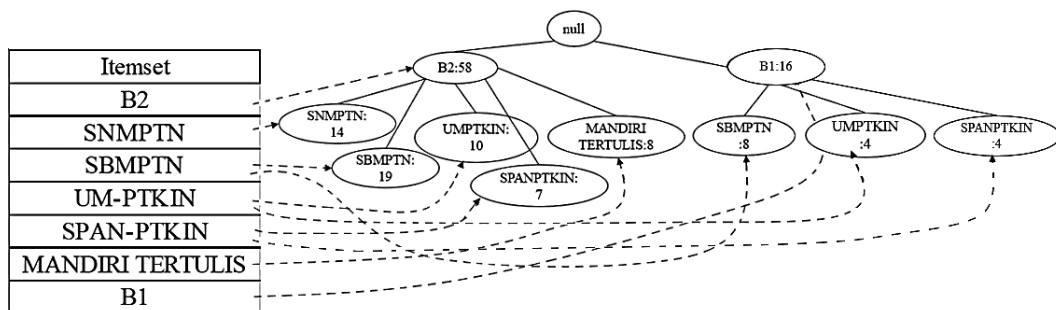 null
Itemset
B2
SNMPTN
SBMPTN
UM-PTKIN
SPAN-PTKIN
MANDIRI TERTULIS
B1
B2:58
B1:16
SNMPTN:
14
SBMPTN:
19
UMPTKIN:
10
SPANPTKIN:
7
MANDIRI
TERTULIS:8
SBMPTN
:8
UMPTKIN
:4
SPANPTKIN
:4